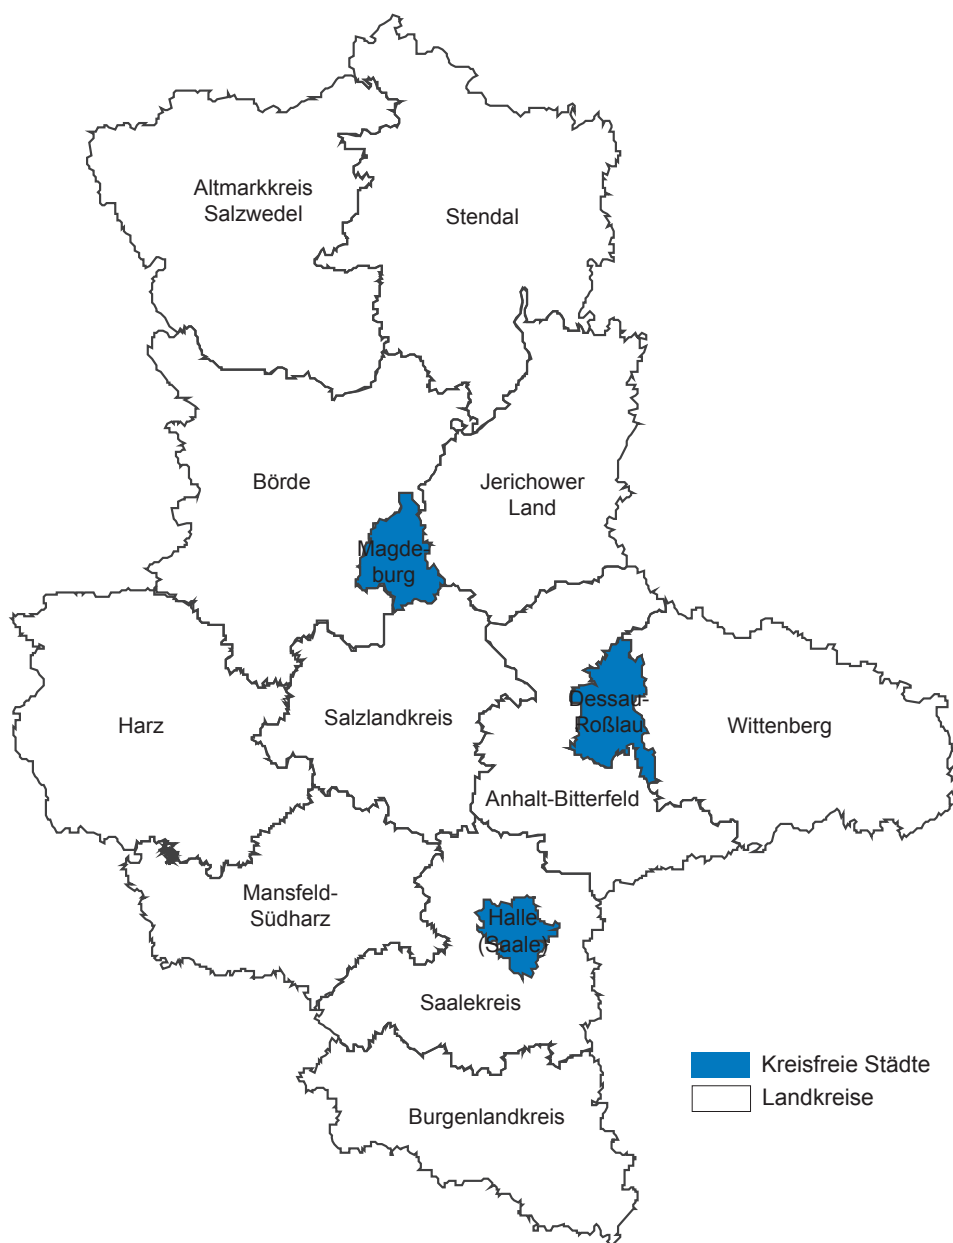 Altmarkkreis
Salzwedel
Stendal
Börde
Jerichower
Land
Magde-
burg
Harz
Salzlandkreis
Dessau-
Roßlau
Wittenberg
Anhalt-Bitterfeld
Mansfeld-
Südharz
Halle
(Saale)
Saalekreis
Burgenlandkreis
Kreisfreie Städte
Landkreise